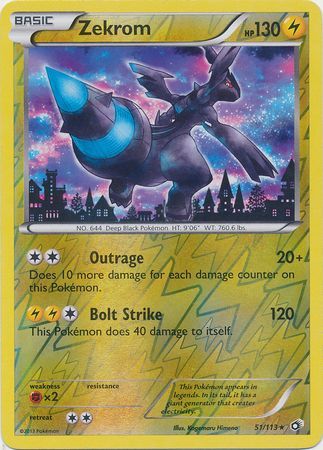 BASIC
Zekrom
HP130
NO. 644 Deep Black Pokémon HT: 9'06" WT: 760.6 lbs.
Outrage 20+
Does 10 more damage for each damage counter on
this Pokémon.
Bolt Strike 120
This Pokémon does 40 damage to itself.
weakness resistance
×2
retreat
This Pokémon appears
in legends. In its tail, it has a
giant generator that creates
electricity.
Illus. Kagemaru Himeno 51/113★
©2013 Pokémon